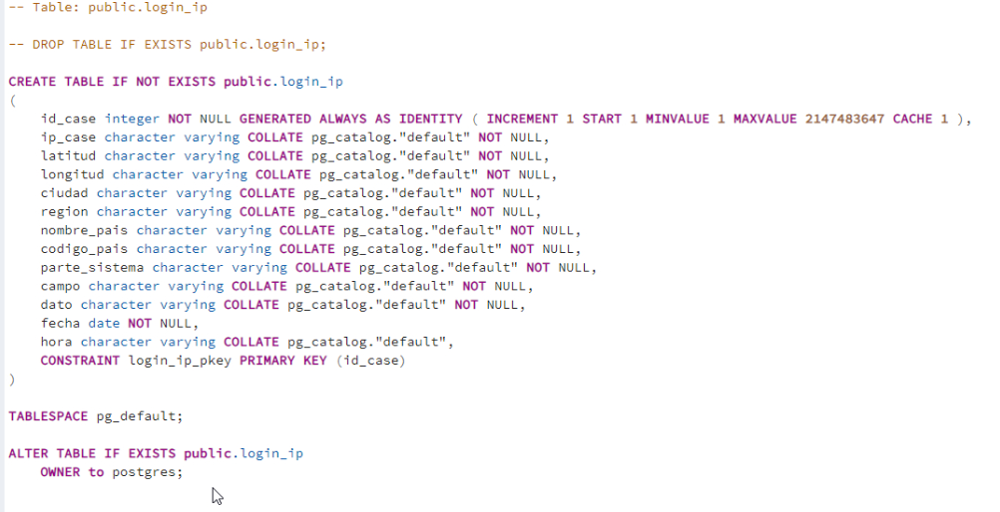 -- Table: public.login_ip
-- DROP TABLE IF EXISTS public.login_ip;
CREATE TABLE IF NOT EXISTS public.login_ip
(
id_case integer NOT NULL GENERATED ALWAYS AS IDENTITY ( INCREMENT 1 START 1 MINVALUE 1 MAXVALUE 2147483647 CACHE 1 ),
ip_case character varying COLLATE pg_catalog."default" NOT NULL,
latitud character varying COLLATE pg_catalog."default" NOT NULL,
longitud character varying COLLATE pg_catalog."default" NOT NULL,
ciudad character varying COLLATE pg_catalog."default" NOT NULL,
region character varying COLLATE pg_catalog."default" NOT NULL,
nombre_pais character varying COLLATE pg_catalog."default" NOT NULL,
codigo_pais character varying COLLATE pg_catalog."default" NOT NULL,
parte_sistema character varying COLLATE pg_catalog."default" NOT NULL,
campo character varying COLLATE pg_catalog."default" NOT NULL,
dato character varying COLLATE pg_catalog."default" NOT NULL,
fecha date NOT NULL,
hora character varying COLLATE pg_catalog."default",
CONSTRAINT login_ip_pkey PRIMARY KEY (id_case)
)
TABLESPACE pg_default;
ALTER TABLE IF EXISTS public.login_ip
OWNER to postgres;